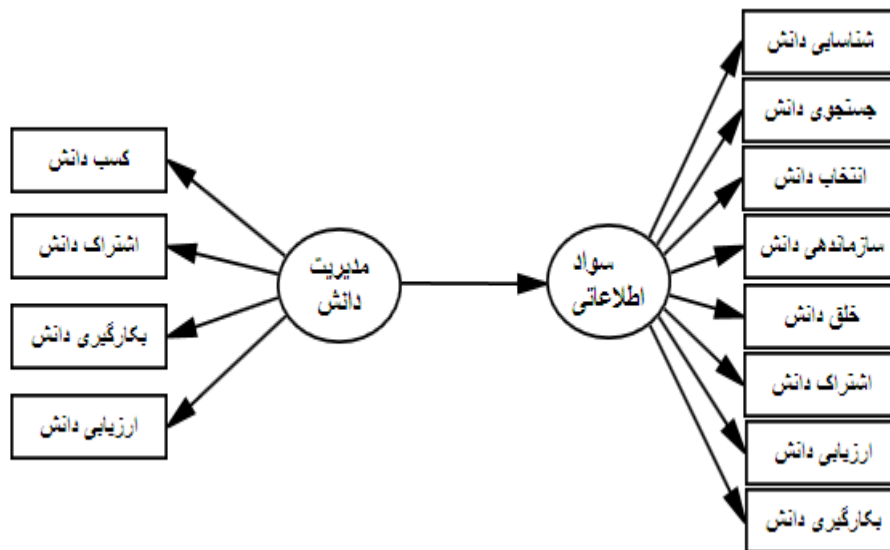 شناسایی دانش
جستجوی دانش
انتخاب دانش
سازماندهی دانش
خلق دانش
اشتراک دانش
ارزیابی دانش
بکارگیری دانش
سواد
اطلاعاتی
مدیریت
دانش
کسب دانش
اشتراک دانش
بکارگیری دانش
ارزیابی دانش